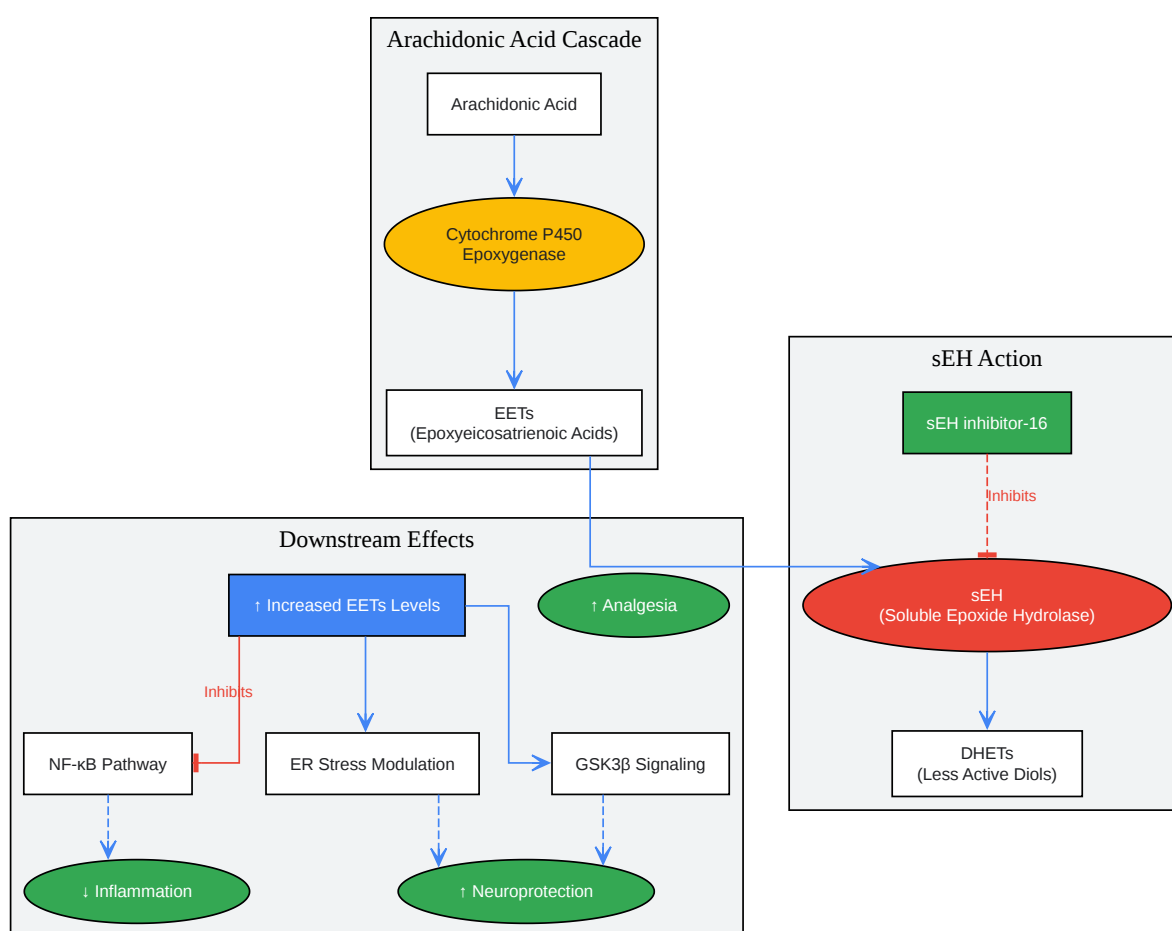 Arachidonic Acid Cascade
Arachidonic Acid
Cytochrome P450
Epoxygenase
EETs
(Epoxyeicosatrienoic Acids)
sEH Action
sEH inhibitor-16
Inhibits
sEH
(Soluble Epoxide Hydrolase)
DHETs
(Less Active Diols)
Downstream Effects
↑ Increased EETs Levels
↑ Analgesia
Inhibits
NF-κB Pathway
ER Stress Modulation
GSK3β Signaling
↓ Inflammation
↑ Neuroprotection